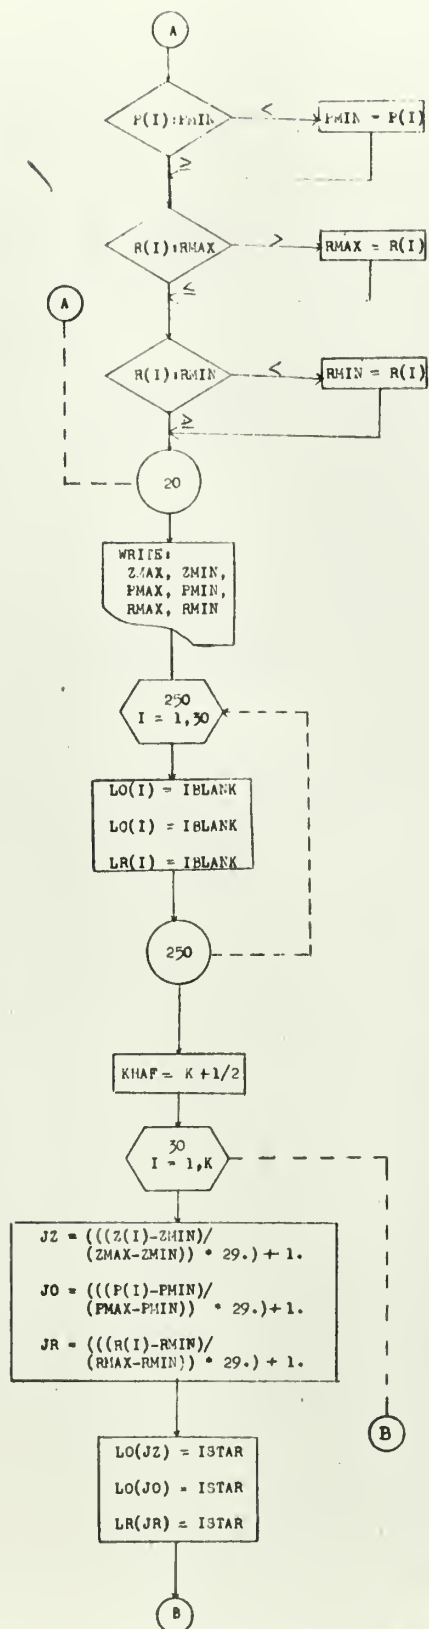 A
P(I):PMIN
<
PMIN = P(I)
≥
R(I):RMAX
>
RMAX = R(I)
≤
A
R(I):RMIN
<
RMIN = R(I)
≥
20
WRITE:
ZMAX, ZMIN,
PMAX, PMIN,
RMAX, RMIN
250
I = 1,30
LO(I) = IBLANK
LO(I) = IBLANK
LR(I) = IBLANK
250
KHAF = K +1/2
30
I = 1,K
JZ = (((Z(I)-ZMIN)/
(ZMAX-ZMIN)) * 29.) + 1.
JO = (((P(I)-PMIN)/
(PMAX-PMIN)) * 29.)+1.
JR = (((R(I)-RMIN)/
(RMAX-RMIN)) * 29.) + 1.
B
LO(JZ) = ISTAR
LO(JO) = ISTAR
LR(JR) = ISTAR
B